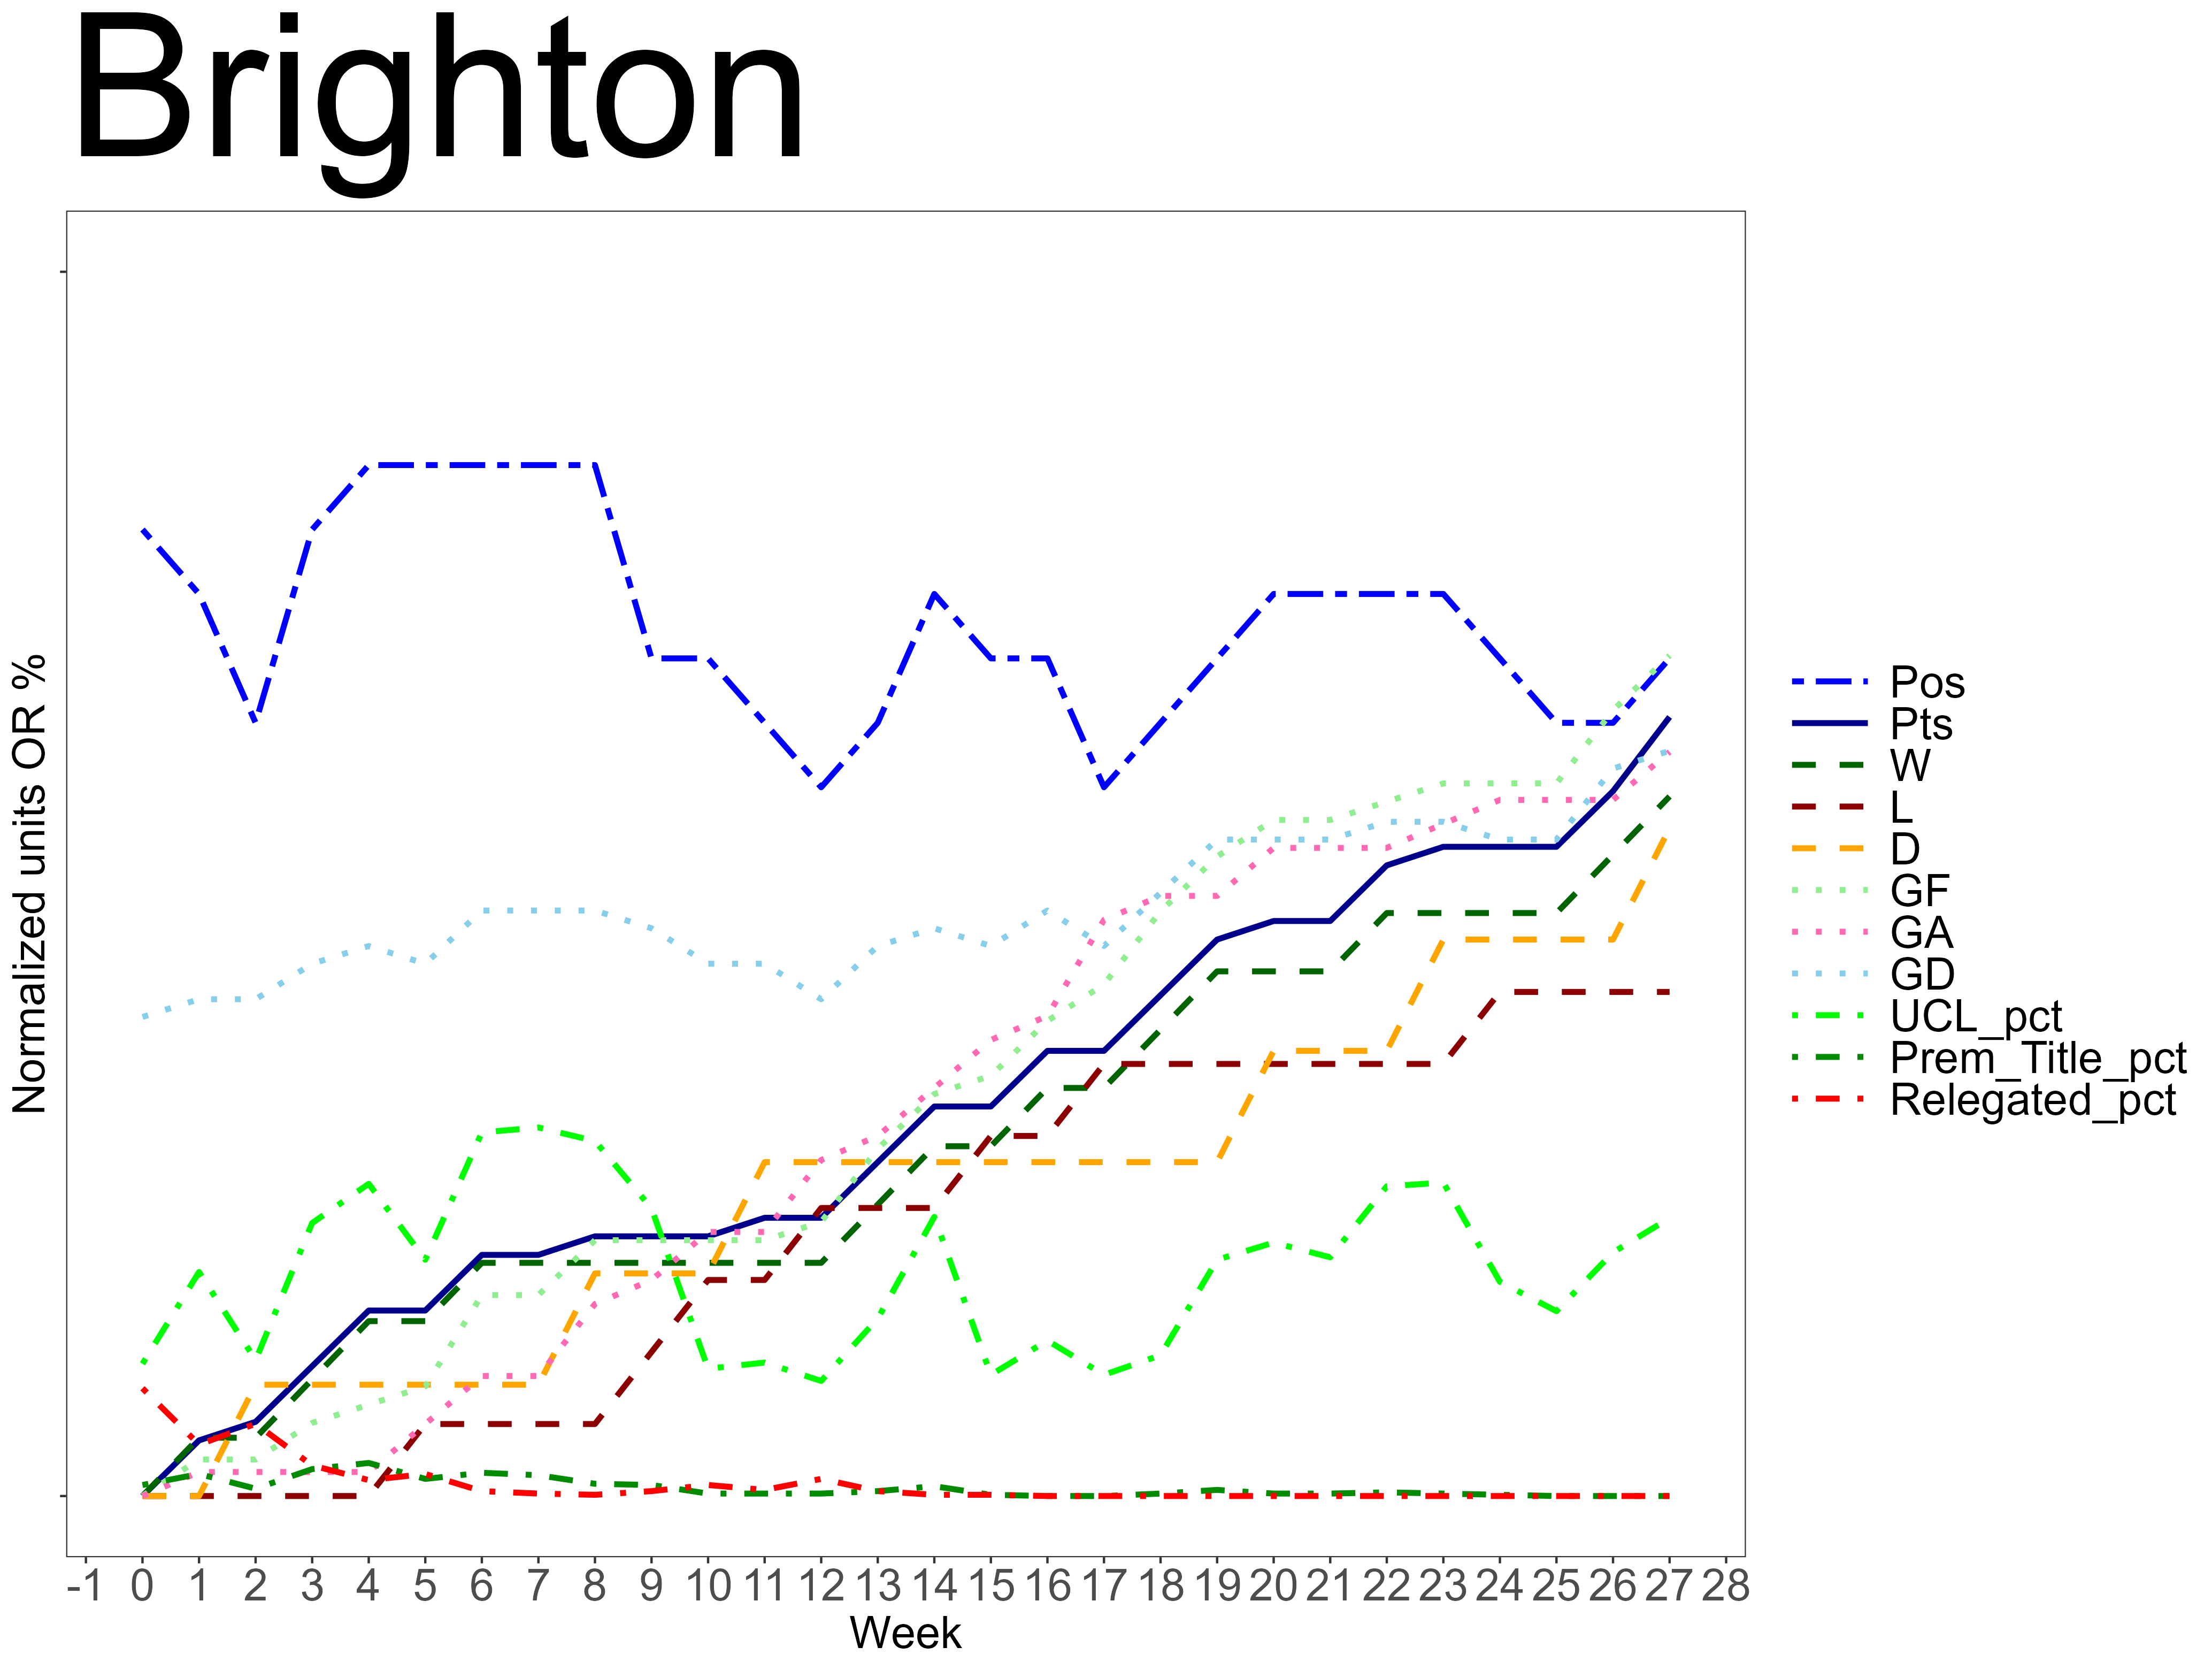 Brighton
Normalized units OR %
Pos
Pts
W
L
D
GF
GA
GD
UCL_pct
Prem_Title_pct
Relegated_pct
-1 0 1 2 3 4 5 6 7 8 9 10 11 12 13 14 15 16 17 18 19 20 21 22 23 24 25 26 27 28
Week